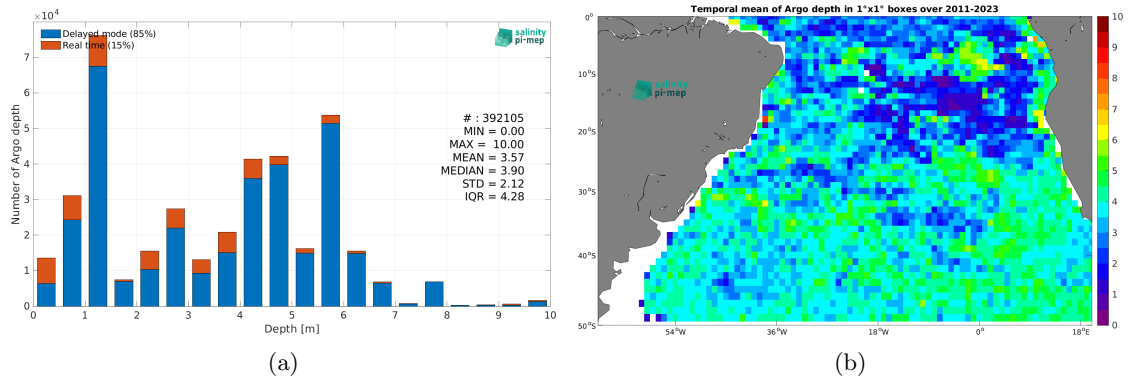 ×10⁴
Delayed mode (85%)
Real time (15%)
salinity
pi-mep
# : 392105
MIN = 0.00
MAX = 10.00
MEAN = 3.57
MEDIAN = 3.90
STD = 2.12
IQR = 4.28
Number of Argo depth
7
6
5
4
3
2
1
0
0 1 2 3 4 5 6 7 8 9 10
Depth [m]
(a)
Temporal mean of Argo depth in 1°x1° boxes over 2011-2023
salinity
pi-mep
0°
10°S
20°S
30°S
40°S
50°S
54°W 36°W 18°W 0° 18°E
10
9
8
7
6
5
4
3
2
1
0
(b)